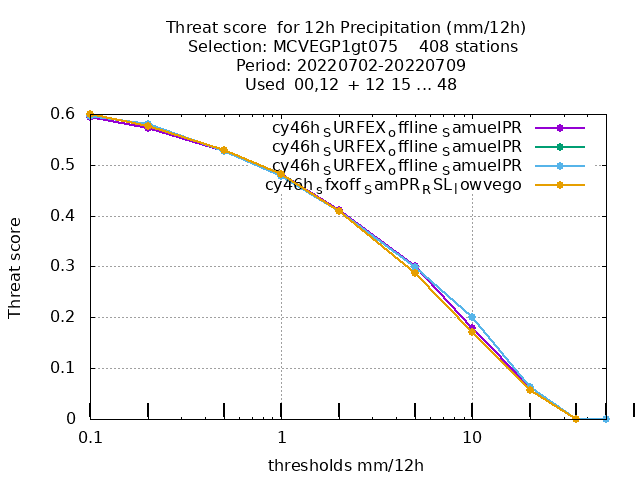 Threat score for 12h Precipitation (mm/12h)
Selection: MCVEGP1gt075 408 stations
Period: 20220702-20220709
Used 00,12 + 12 15 ... 48
cy46h_SURFEX_offline_SamuelPR
cy46h_SURFEX_offline_SamuelPR
cy46h_SURFEX_offline_SamuelPR
cy46h_sfxoff_SamPR_RSL_lowvego
Threat score
0.6
0.5
0.4
0.3
0.2
0.1
0
0.1 1 10
thresholds mm/12h